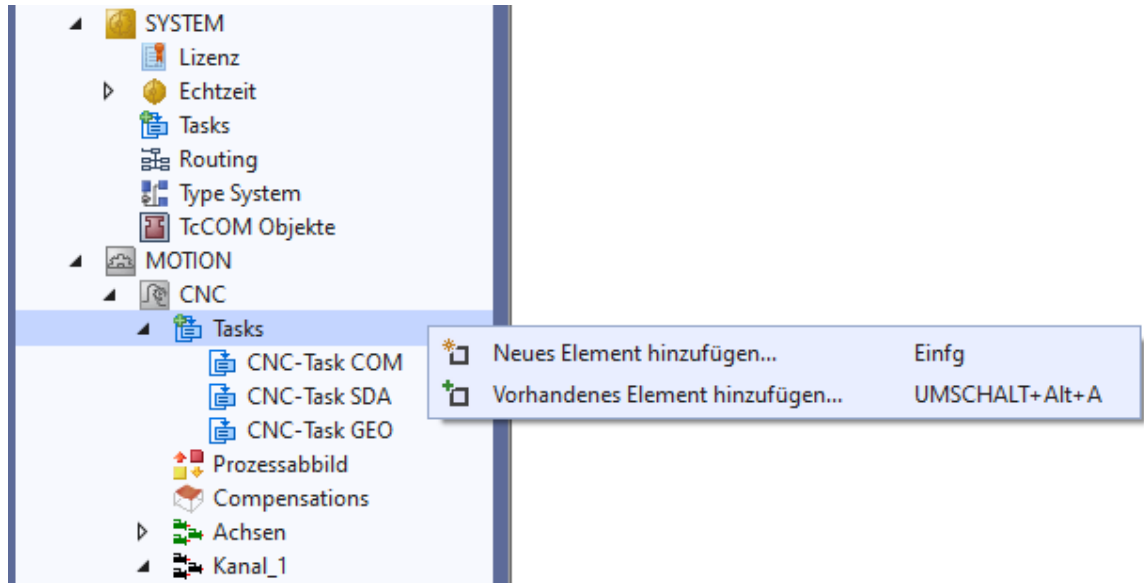 SYSTEM
Lizenz
Echtzeit
Tasks
Routing
Type System
TcCOM Objekte
MOTION
CNC
Tasks
Neues Element hinzufügen... Einfg
CNC-Task COM
Vorhandenes Element hinzufügen... UMSCHALT+Alt+A
CNC-Task SDA
CNC-Task GEO
Prozessabbild
Compensations
Achsen
Kanal_1